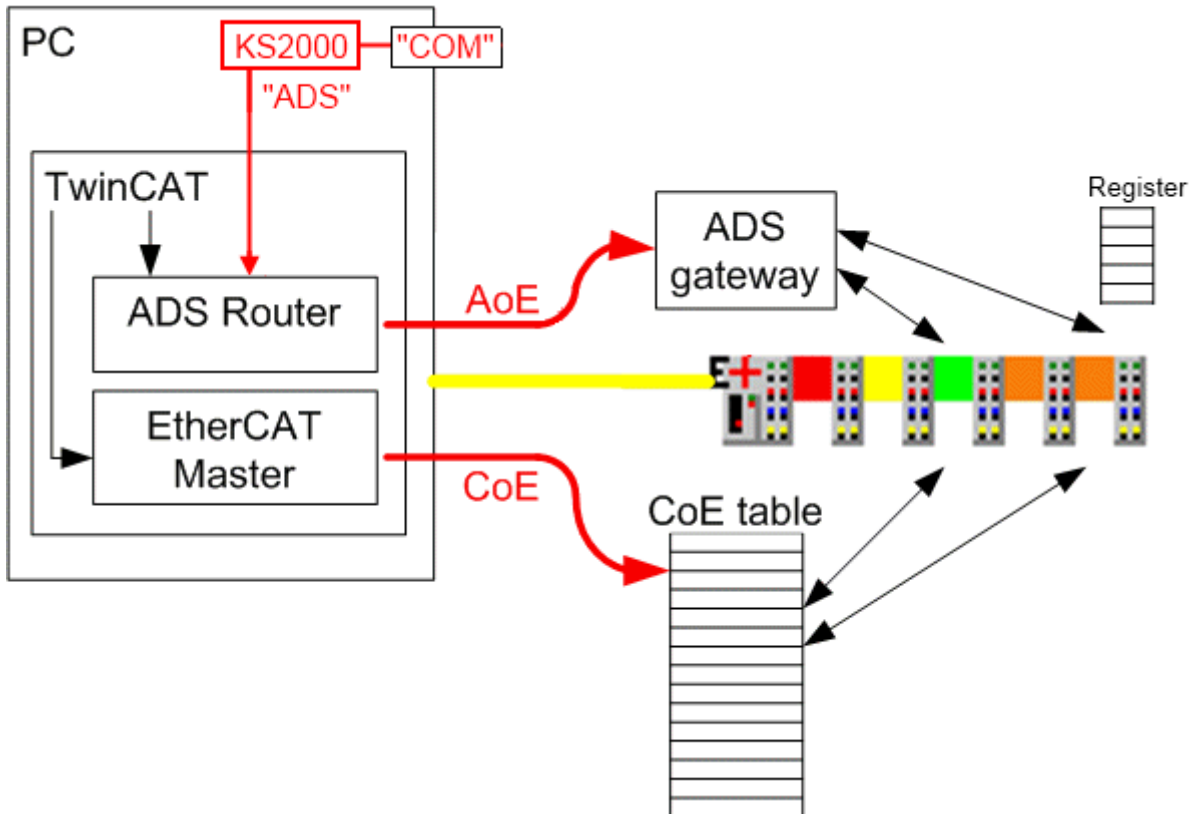 PC
KS2000
"COM"
"ADS"
TwinCAT
ADS Router
EtherCAT
Master
AoE
CoE
ADS
gateway
Register
E
CoE table